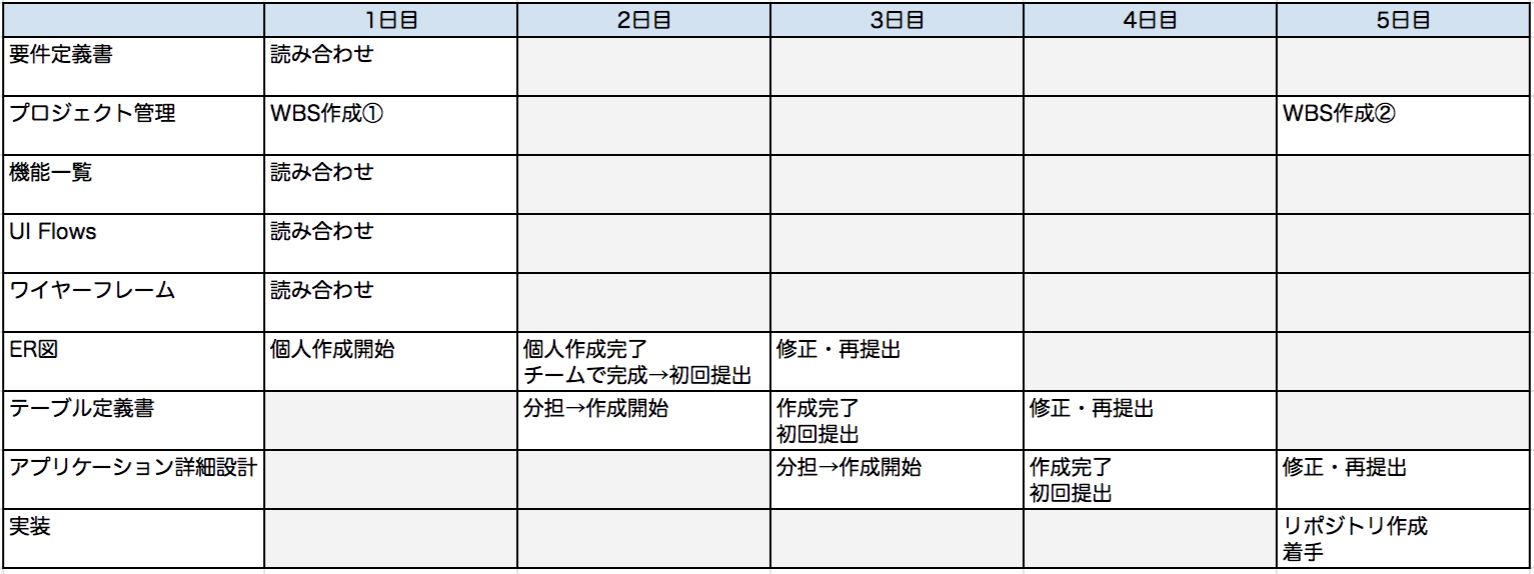 1日目 2日目 3日目 4日目 5日目
要件定義書 読み合わせ
プロジェクト管理 WBS作成① WBS作成②
機能一覧 読み合わせ
UI Flows 読み合わせ
ワイヤーフレーム 読み合わせ
ER図 個人作成開始 個人作成完了 修正・再提出
チームで完成→初回提出
テーブル定義書 分担→作成開始 作成完了 修正・再提出
初回提出
アプリケーション詳細設計 分担→作成開始 作成完了 修正・再提出
初回提出
実装 リポジトリ作成
着手